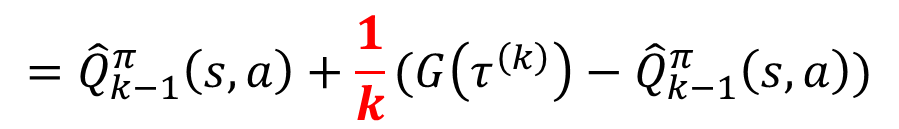 = Q̂^π_{k−1}(s, a) + 1/k (G(τ^{(k)}) − Q̂^π_{k−1}(s, a))